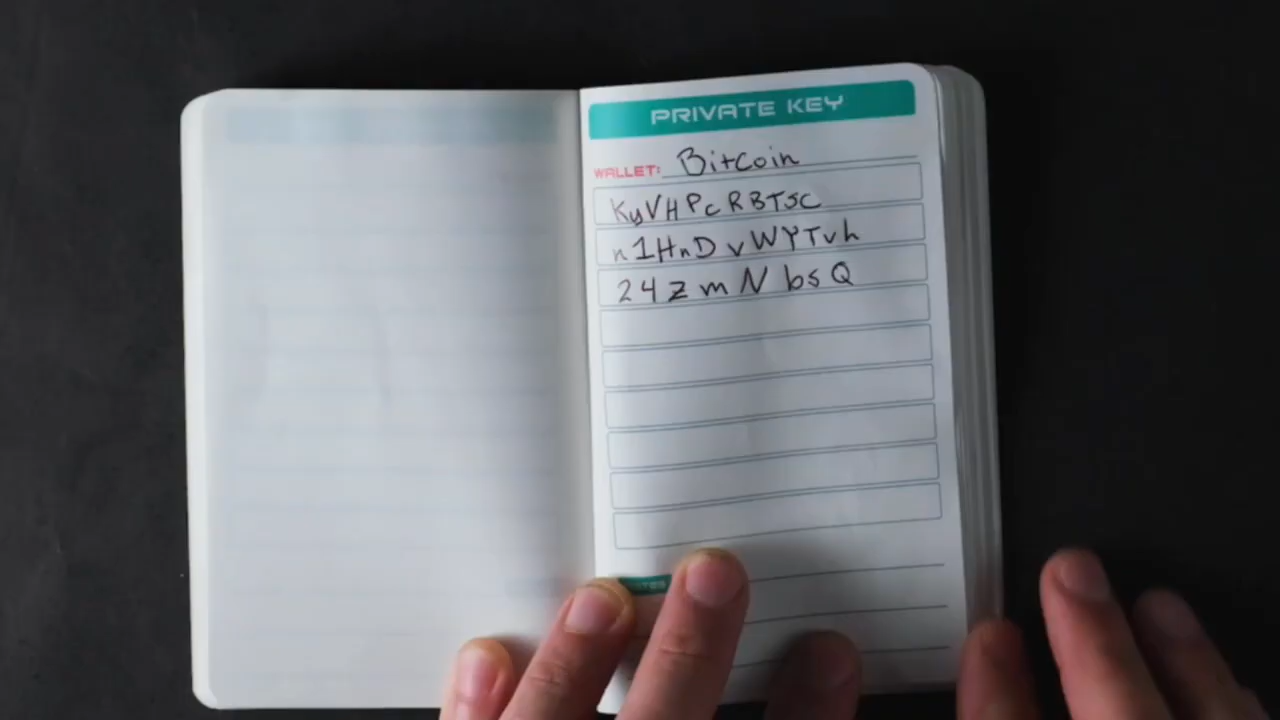 PRIVATE KEY
WALLET: Bitcoin
KyVHPcRBTSC
n1HnDvWYTvh
24zmNbsQ